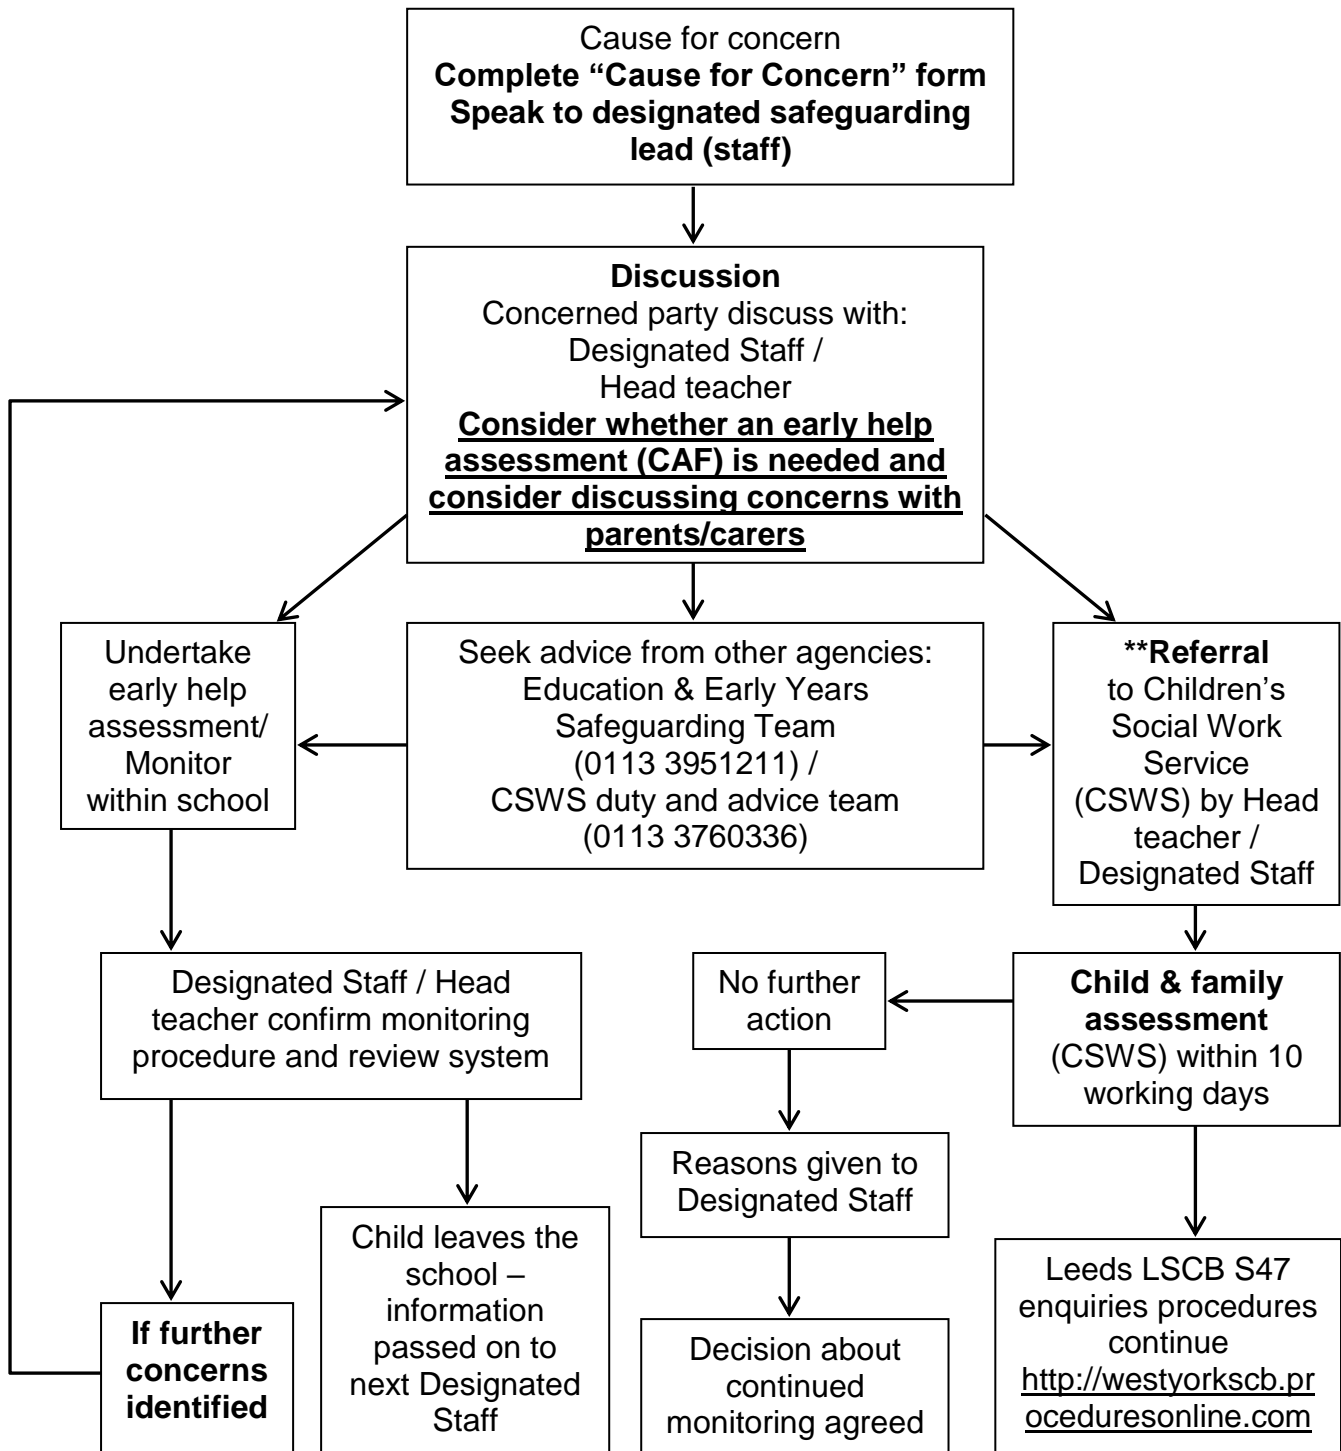 Cause for concern
Complete “Cause for Concern” form
Speak to designated safeguarding
lead (staff)
Discussion
Concerned party discuss with:
Designated Staff /
Head teacher
Consider whether an early help
assessment (CAF) is needed and
consider discussing concerns with
parents/carers
Undertake
early help
assessment/
Monitor
within school
Seek advice from other agencies:
Education & Early Years
Safeguarding Team
(0113 3951211) /
CSWS duty and advice team
(0113 3760336)
**Referral
to Children’s
Social Work
Service
(CSWS) by Head
teacher /
Designated Staff
Designated Staff / Head
teacher confirm monitoring
procedure and review system
No further
action
Child & family
assessment
(CSWS) within 10
working days
Reasons given to
Designated Staff
If further
concerns
identified
Child leaves the
school –
information
passed on to
next Designated
Staff
Decision about
continued
monitoring agreed
Leeds LSCB S47
enquiries procedures
continue
http://westyorkscb.pr
oceduresonline.com